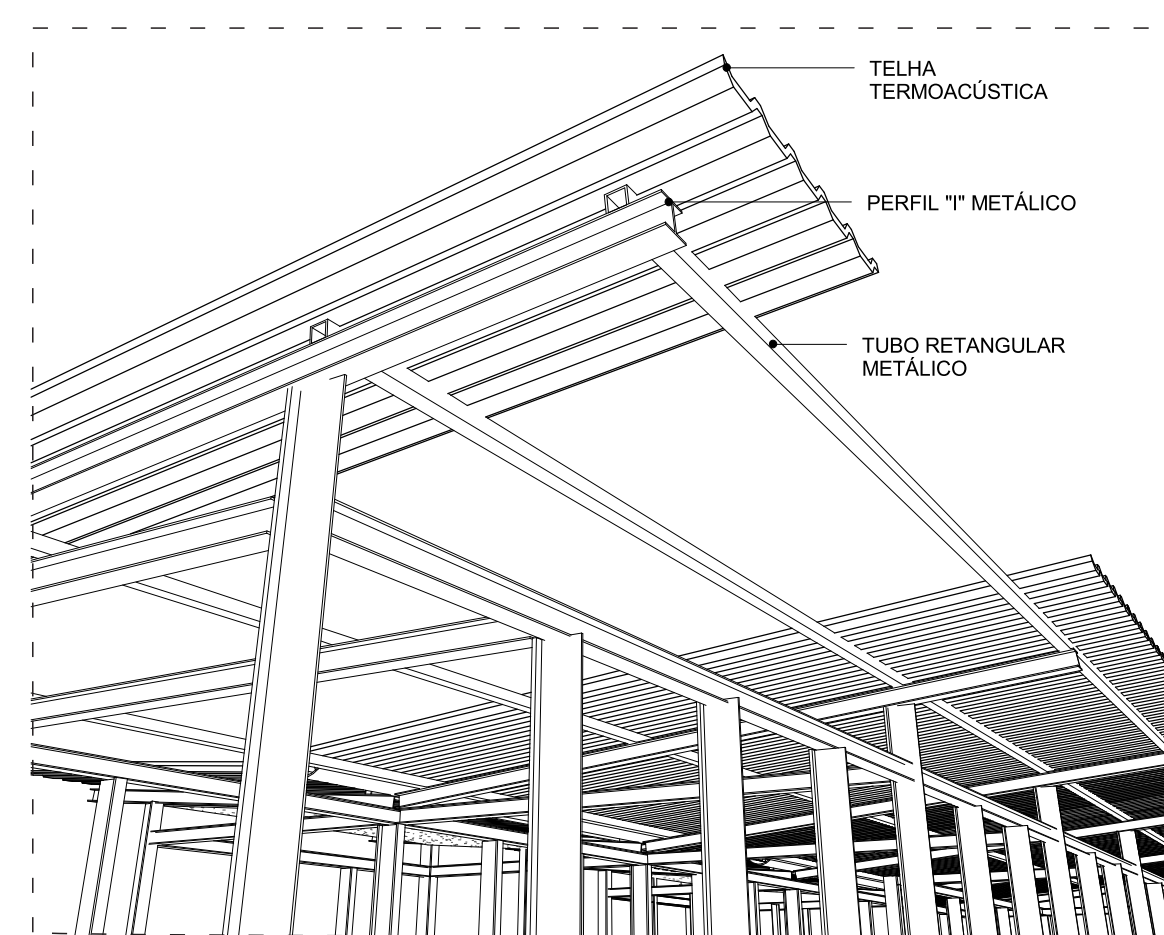 TELHA
TERMOACÚSTICA
PERFIL "I" METÁLICO
TUBO RETANGULAR
METÁLICO